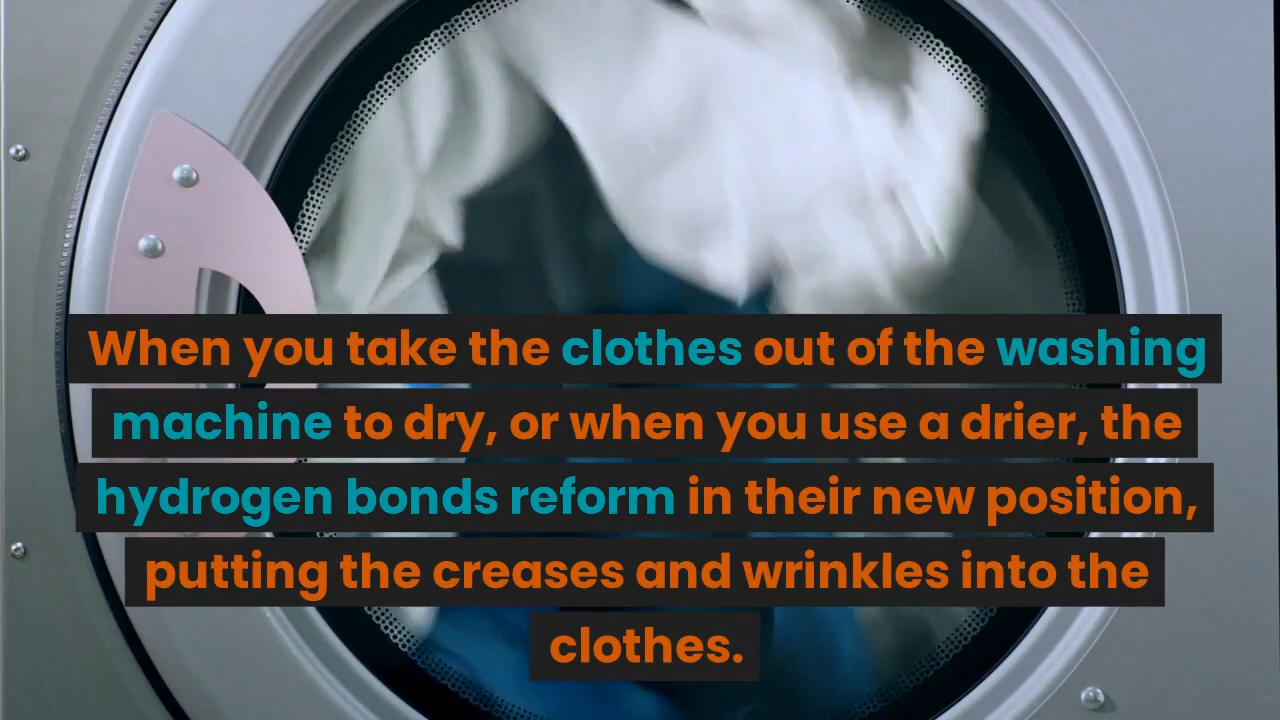 When you take the clothes out of the washing
machine to dry, or when you use a drier, the
hydrogen bonds reform in their new position,
putting the creases and wrinkles into the
clothes.